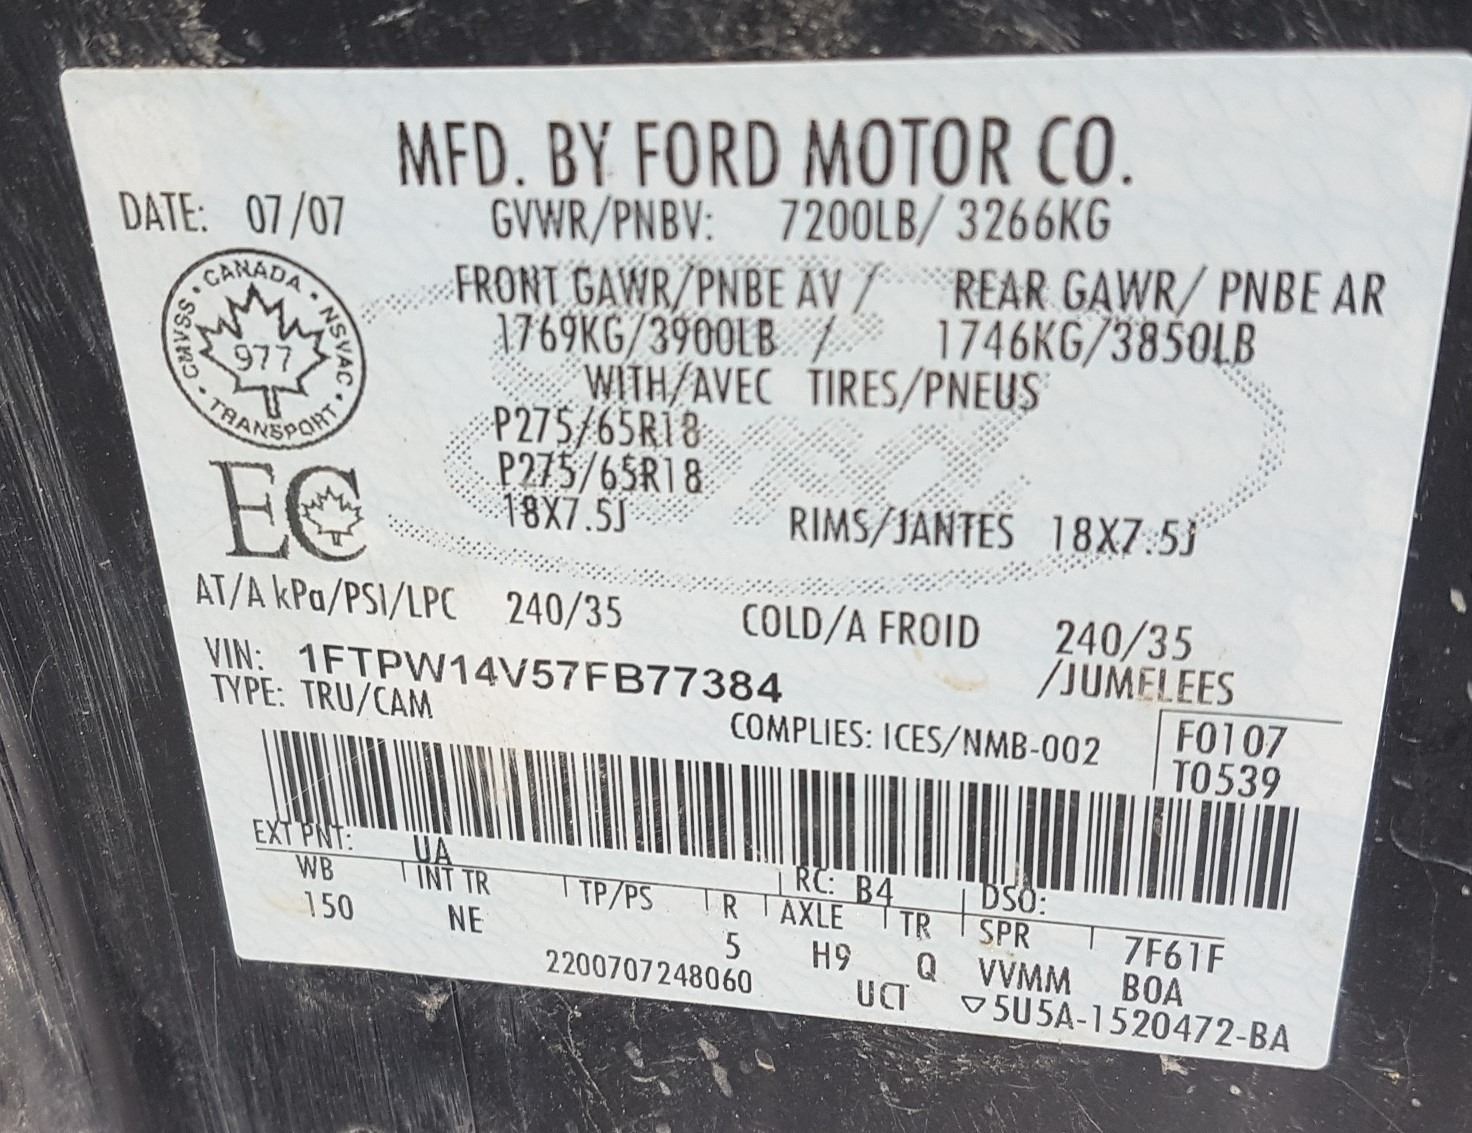 MFD. BY FORD MOTOR CO.
DATE: 07/07 GVWR/PNBV: 7200LB/ 3266KG
FRONT GAWR/PNBE AV / REAR GAWR/ PNBE AR
1769KG/3900LB / 1746KG/3850LB
WITH/AVEC TIRES/PNEUS
P275/65R18
P275/65R18
18X7.5J RIMS/JANTES 18X7.5J
CMVSS • CANADA • NSVAC • TRANSPORT •
977
EC
AT/A kPa/PSI/LPC 240/35 COLD/A FROID 240/35
VIN: 1FTPW14V57FB77384 /JUMELEES
TYPE: TRU/CAM
COMPLIES: ICES/NMB-002 F0107
T0539
EXT PNT: UA RC: B4 DSO:
WB INT TR TP/PS R AXLE TR SPR 7F61F
150 NE 5 H9 Q VVMM BOA
2200707248060 UCT ▽5U5A-1520472-BA